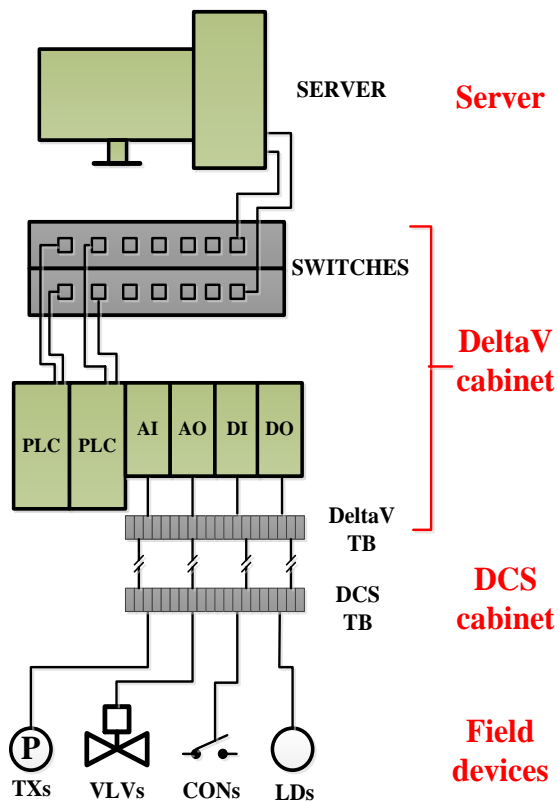 SERVER
Server
SWITCHES
DeltaV
cabinet
PLC
PLC
AI
AO
DI
DO
DeltaV
TB
DCS
TB
DCS
cabinet
P
TXs
VLVs
CONs
LDs
Field
devices